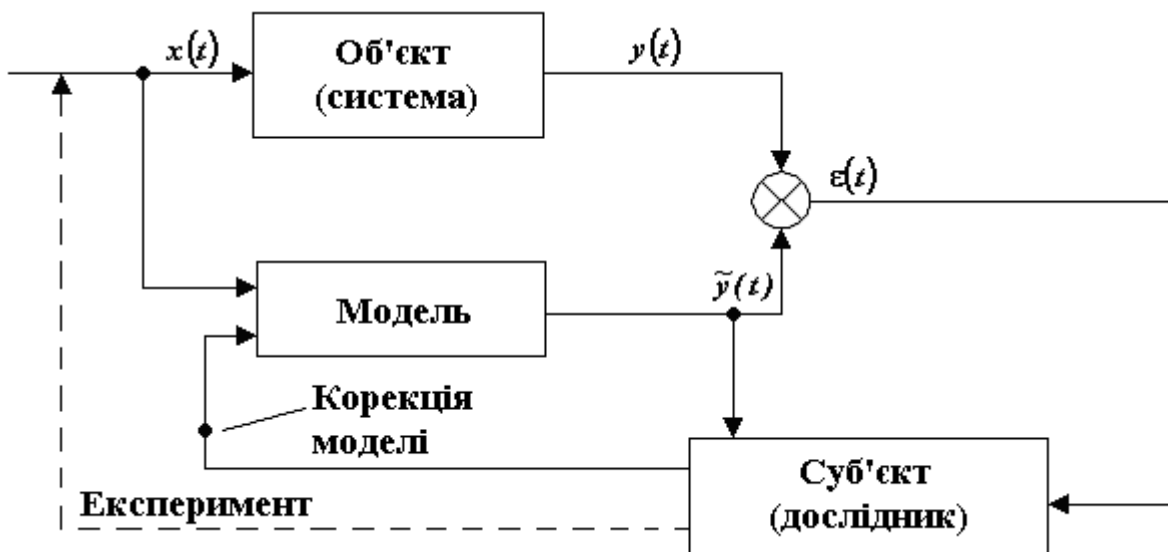 x(t)
Об'єкт
(система)
y(t)
ε(t)
Модель
ỹ(t)
Корекція
моделі
Експеримент
Суб'єкт
(дослідник)